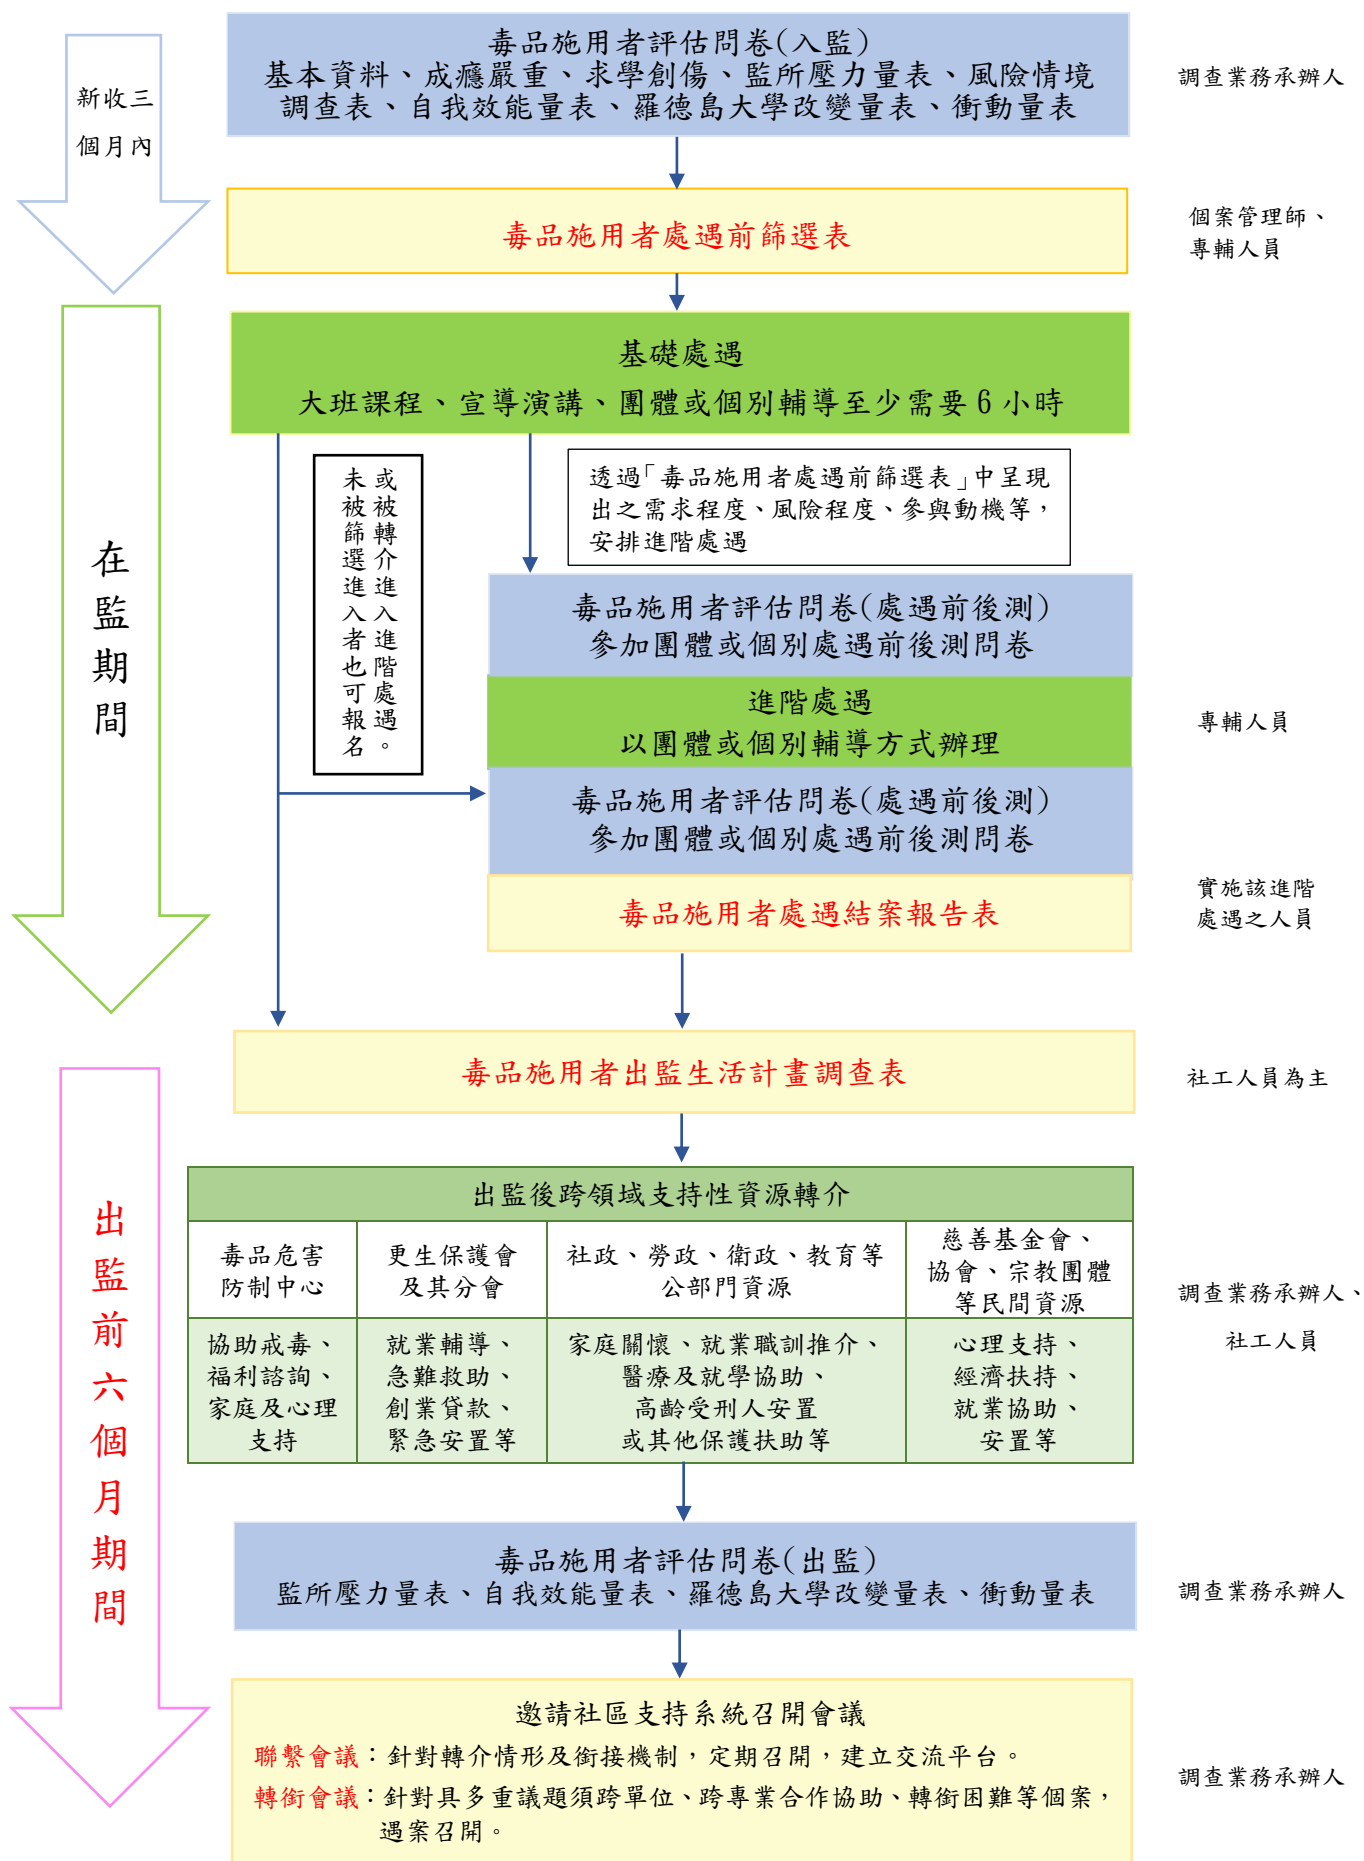 新收三
個月內
毒品施用者評估問卷(入監)
基本資料、成癮嚴重、求學創傷、監所壓力量表、風險情境
調查表、自我效能量表、羅德島大學改變量表、衝動量表
調查業務承辦人
毒品施用者處遇前篩選表
個案管理師、
專輔人員
在監期間
基礎處遇
大班課程、宣導演講、團體或個別輔導至少需要 6 小時
未被篩選進入者也可報名
或被轉介進入進階處遇。
透過「毒品施用者處遇前篩選表」中呈現
出之需求程度、風險程度、參與動機等，
安排進階處遇
毒品施用者評估問卷(處遇前後測)
參加團體或個別處遇前後測問卷
進階處遇
以團體或個別輔導方式辦理
專輔人員
毒品施用者評估問卷(處遇前後測)
參加團體或個別處遇前後測問卷
毒品施用者處遇結案報告表
實施該進階
處遇之人員
出監前六個月期間
毒品施用者出監生活計畫調查表
社工人員為主
出監後跨領域支持性資源轉介
毒品危害
防制中心
更生保護會
及其分會
社政、勞政、衛政、教育等
公部門資源
慈善基金會、
協會、宗教團體
等民間資源
協助戒毒、
福利諮詢、
家庭及心理
支持
就業輔導、
急難救助、
創業貸款、
緊急安置等
家庭關懷、就業職訓推介、
醫療及就學協助、
高齡受刑人安置
或其他保護扶助等
心理支持、
經濟扶持、
就業協助、
安置等
調查業務承辦人、
社工人員
毒品施用者評估問卷(出監)
監所壓力量表、自我效能量表、羅德島大學改變量表、衝動量表
調查業務承辦人
邀請社區支持系統召開會議
聯繫會議：針對轉介情形及銜接機制，定期召開，建立交流平台。
轉銜會議：針對具多重議題須跨單位、跨專業合作協助、轉銜困難等個案，
遇案召開。
調查業務承辦人